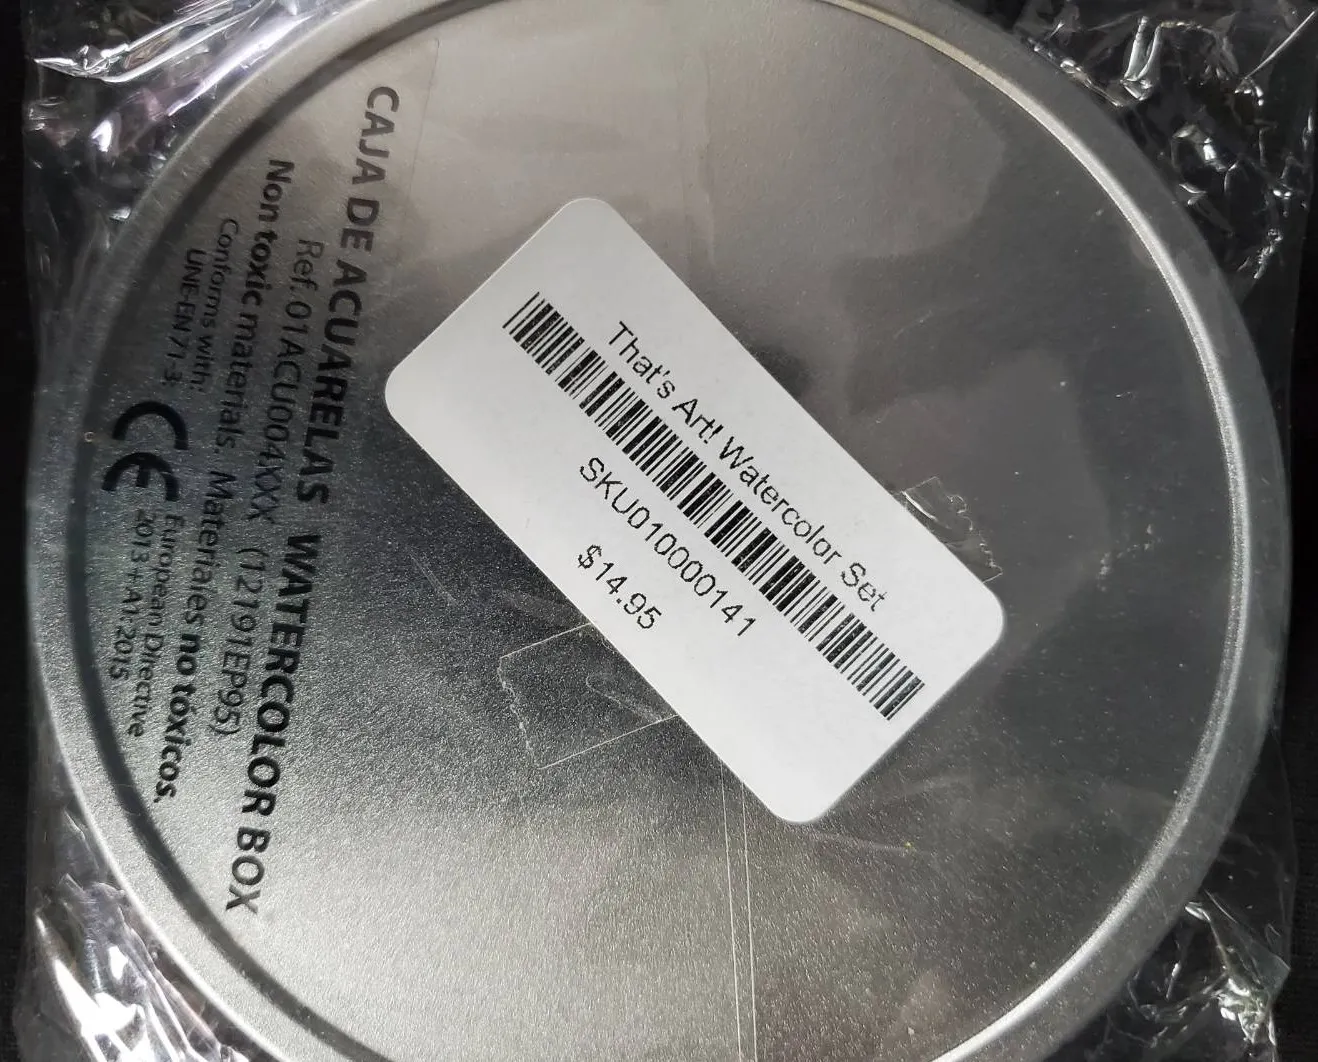 CAJA DE ACUARELAS WATERCOLOR BOX
Ref. 01ACU004XXX (12191EP95)
Non toxic materials. Materiales no tóxicos.
Conforms with: European Directive
UNE-EN 71-3: 2013+A1:2015
CE
That's Art! Watercolor Set
SKU010000141
$14.95